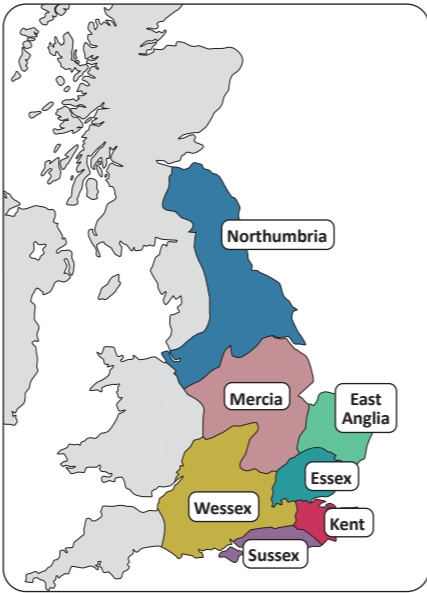 Northumbria
Mercia
East
Anglia
Essex
Wessex
Kent
Sussex